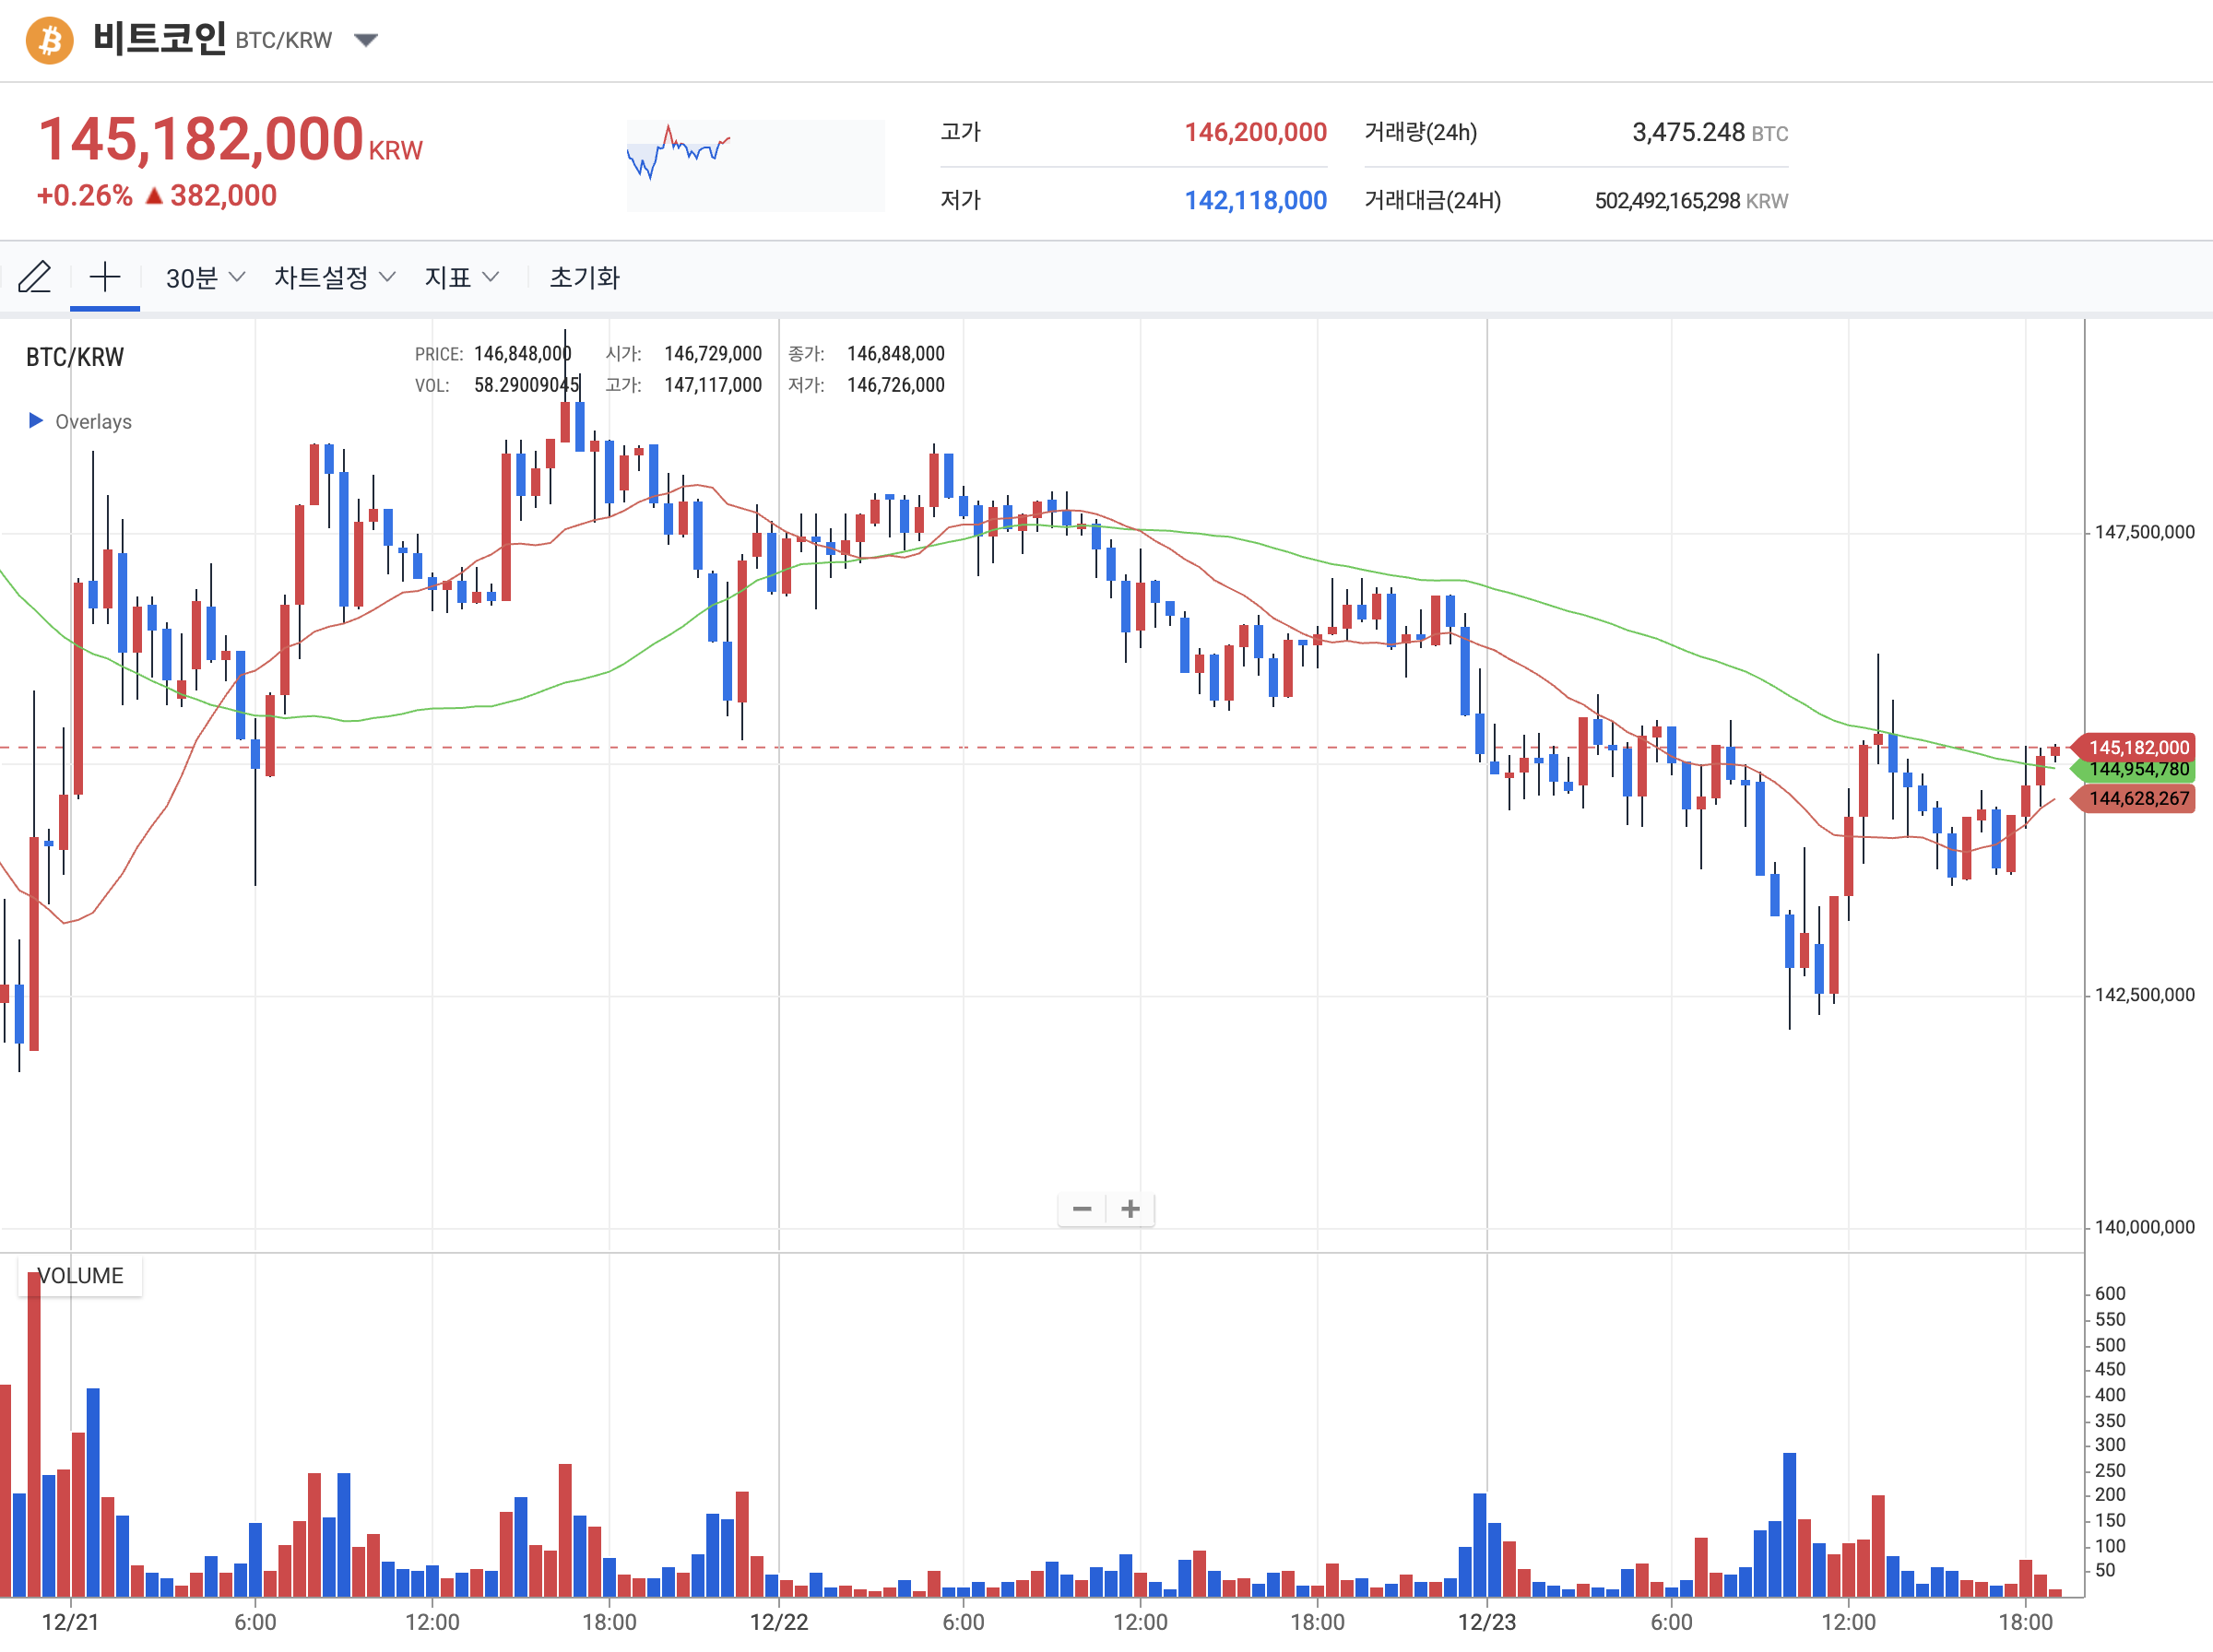 비트코인 BTC/KRW
145,182,000 KRW
+0.26% ▲ 382,000
고가 146,200,000 거래량(24h) 3,475.248 BTC
저가 142,118,000 거래대금(24H) 502,492,165,298 KRW
30분 차트설정 지표 초기화
BTC/KRW
PRICE: 146,848,000 시가: 146,729,000 종가: 146,848,000
VOL: 58.29009045 고가: 147,117,000 저가: 146,726,000
Overlays
147,500,000
145,182,000
144,954,780
144,628,267
142,500,000
140,000,000
VOLUME
600
550
500
450
400
350
300
250
200
150
100
50
12/21 6:00 12:00 18:00 12/22 6:00 12:00 18:00 12/23 6:00 12:00 18:00